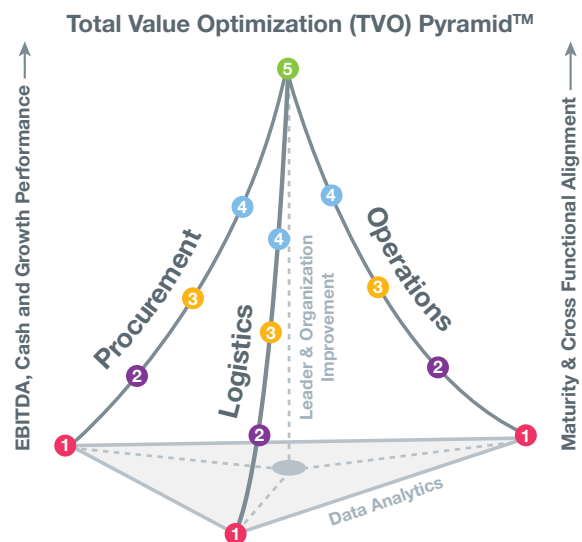 Total Value Optimization (TVO) Pyramid™
EBITDA, Cash and Growth Performance
Maturity & Cross Functional Alignment
5
4
4
4
Procurement
Logistics
Operations
Leader & Organization
Improvement
3
3
3
2
2
2
1
1
1
Data Analytics